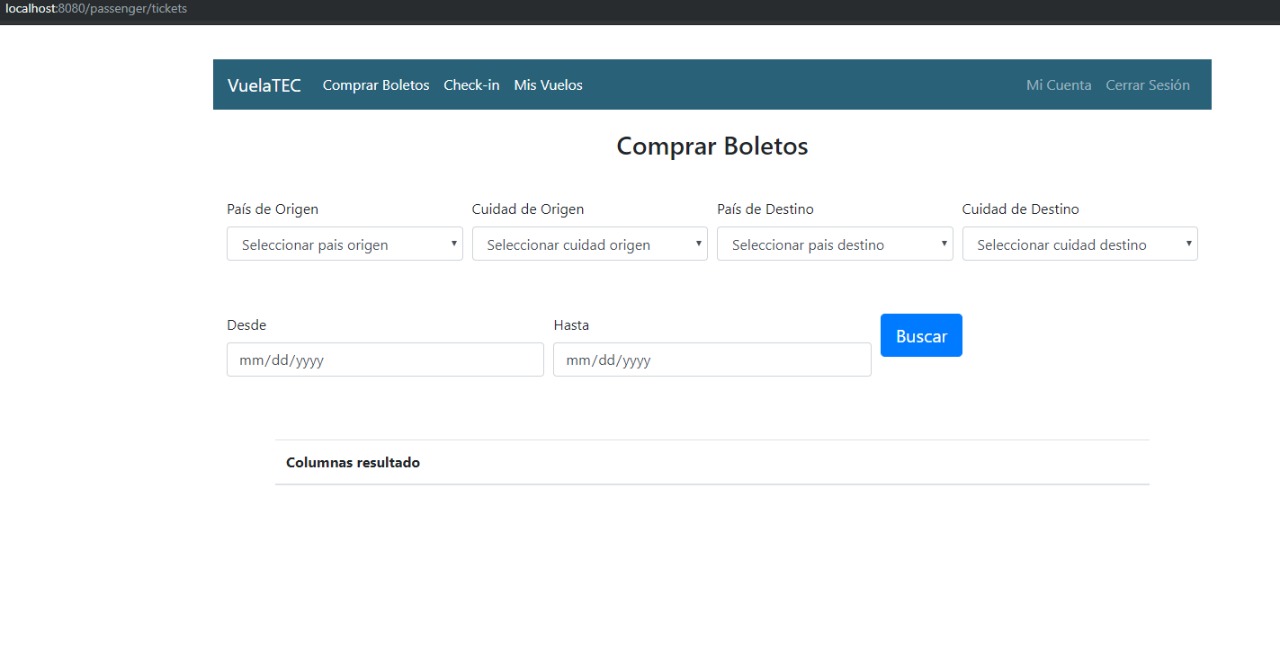 localhost:8080/passenger/tickets
VuelaTEC Comprar Boletos Check-in Mis Vuelos Mi Cuenta Cerrar Sesión
Comprar Boletos
País de Origen Cuidad de Origen País de Destino Cuidad de Destino
Seleccionar pais origen Seleccionar cuidad origen Seleccionar pais destino Seleccionar cuidad destino
Desde Hasta Buscar
mm/dd/yyyy mm/dd/yyyy
Columnas resultado